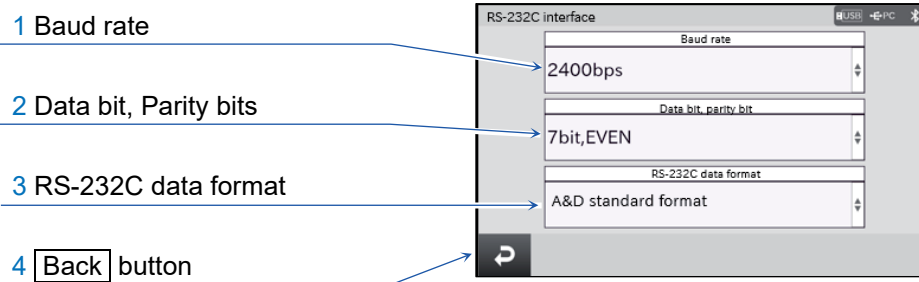 1 Baud rate
2 Data bit, Parity bits
3 RS-232C data format
4 Back button
RS-232C interface
USB PC
Baud rate
2400bps
Data bit, parity bit
7bit,EVEN
RS-232C data format
A&D standard format